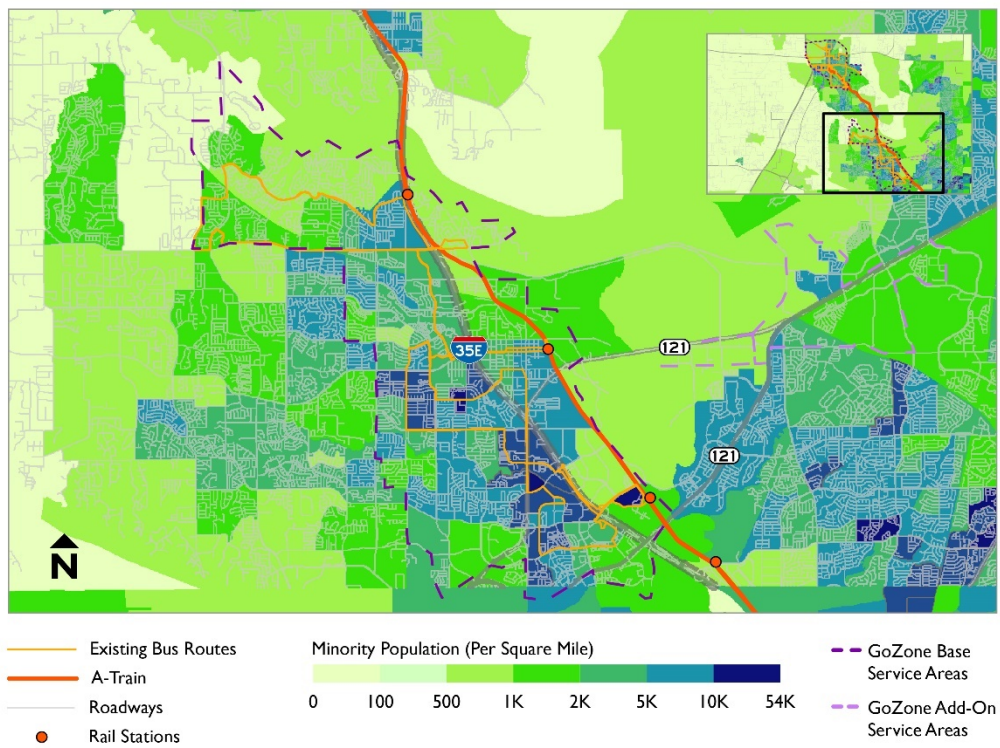 35E
121
121
N
Existing Bus Routes
A-Train
Roadways
Rail Stations
Minority Population (Per Square Mile)
0 100 500 1K 2K 5K 10K 54K
GoZone Base
Service Areas
GoZone Add-On
Service Areas